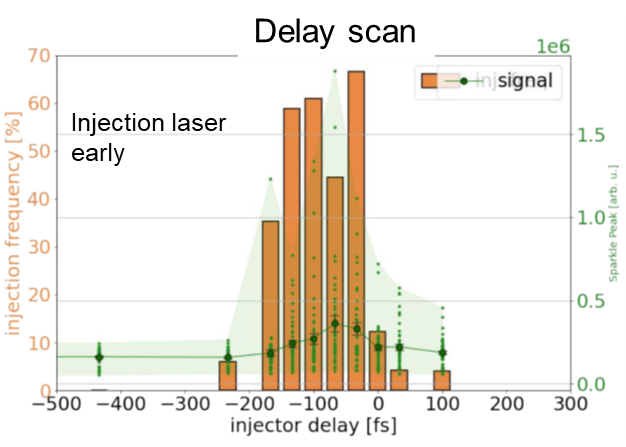 Delay scan
1e6
70
60
50
40
30
20
10
0
injection frequency [%]
Injection laser
early
signal
1.5
1.0
0.5
0.0
Sparkle Peak [arb. u.]
−500 −400 −300 −200 −100 0 100 200 300
injector delay [fs]